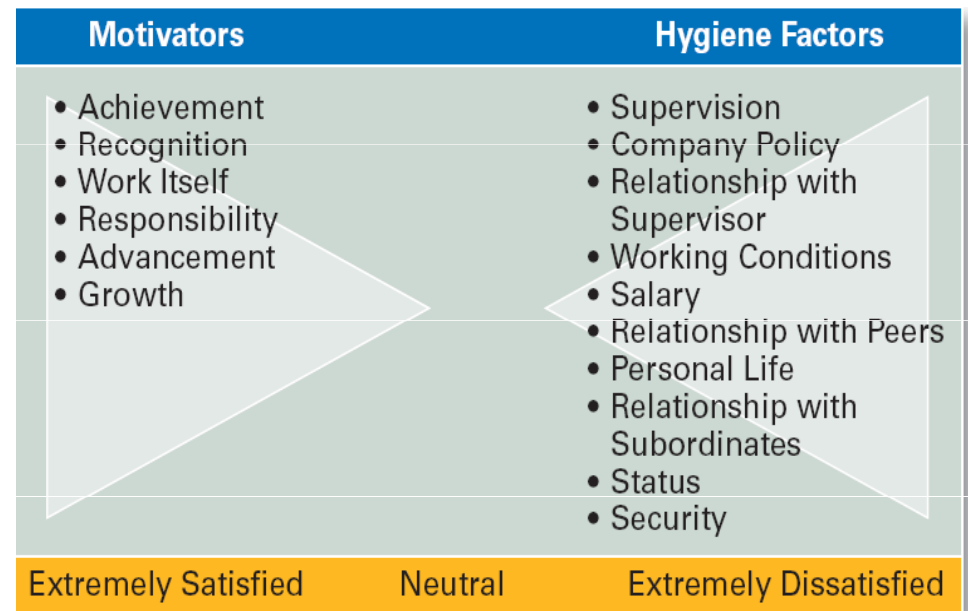 Motivators
Hygiene Factors
• Achievement
• Recognition
• Work Itself
• Responsibility
• Advancement
• Growth
• Supervision
• Company Policy
• Relationship with
Supervisor
• Working Conditions
• Salary
• Relationship with Peers
• Personal Life
• Relationship with
Subordinates
• Status
• Security
Extremely Satisfied
Neutral
Extremely Dissatisfied